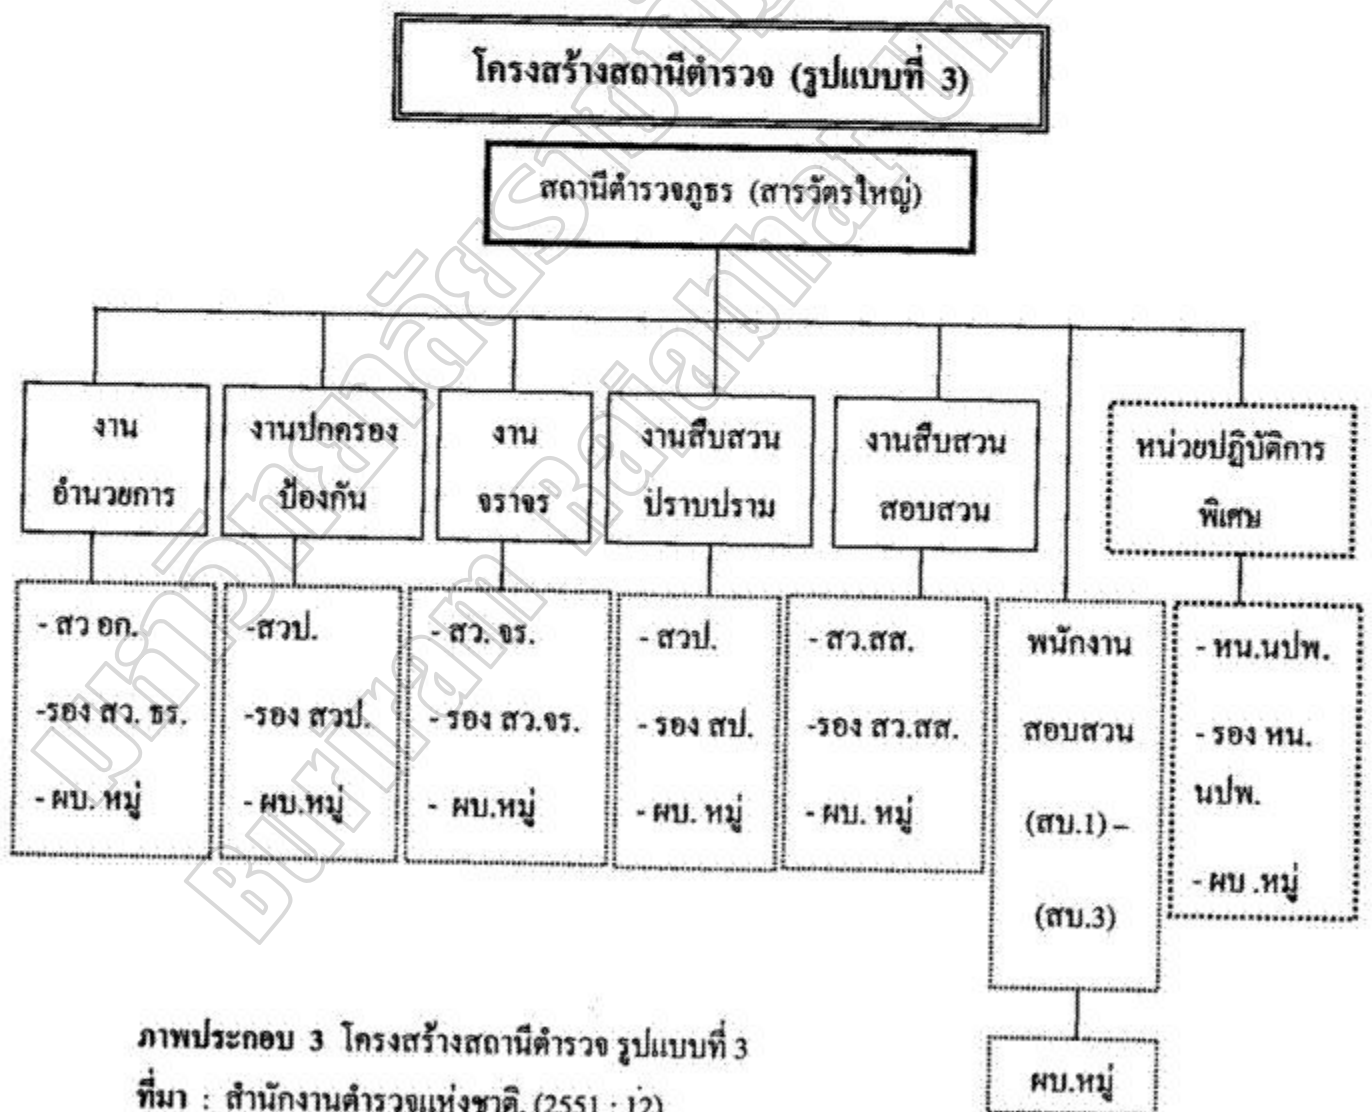 โครงสร้างสถานีตำรวจ (รูปแบบที่ 3)
สถานีตำรวจภูธร (สารวัตรใหญ่)
งาน
อำนวยการ
งานปกครอง
ป้องกัน
งาน
จราจร
งานสืบสวน
ปราบปราม
งานสืบสวน
สอบสวน
หน่วยปฏิบัติการ
พิเศษ
- สว อก.
-รอง สว. ธร.
- ผบ. หมู่
-สวป.
-รอง สวป.
- ผบ.หมู่
- สว. จร.
- รอง สว.จร.
- ผบ.หมู่
- สวป.
- รอง สป.
- ผบ. หมู่
- สว.สส.
-รอง สว.สส.
- ผบ. หมู่
พนักงาน
สอบสวน
(สบ.1) –
(สบ.3)
ผบ.หมู่
- หน.นปพ.
- รอง หน.
นปพ.
- ผบ .หมู่
ภาพประกอบ 3 โครงสร้างสถานีตำรวจ รูปแบบที่ 3
ที่มา : สำนักงานตำรวจแห่งชาติ. (2551 : 12)
Buriram Rajabhat Un